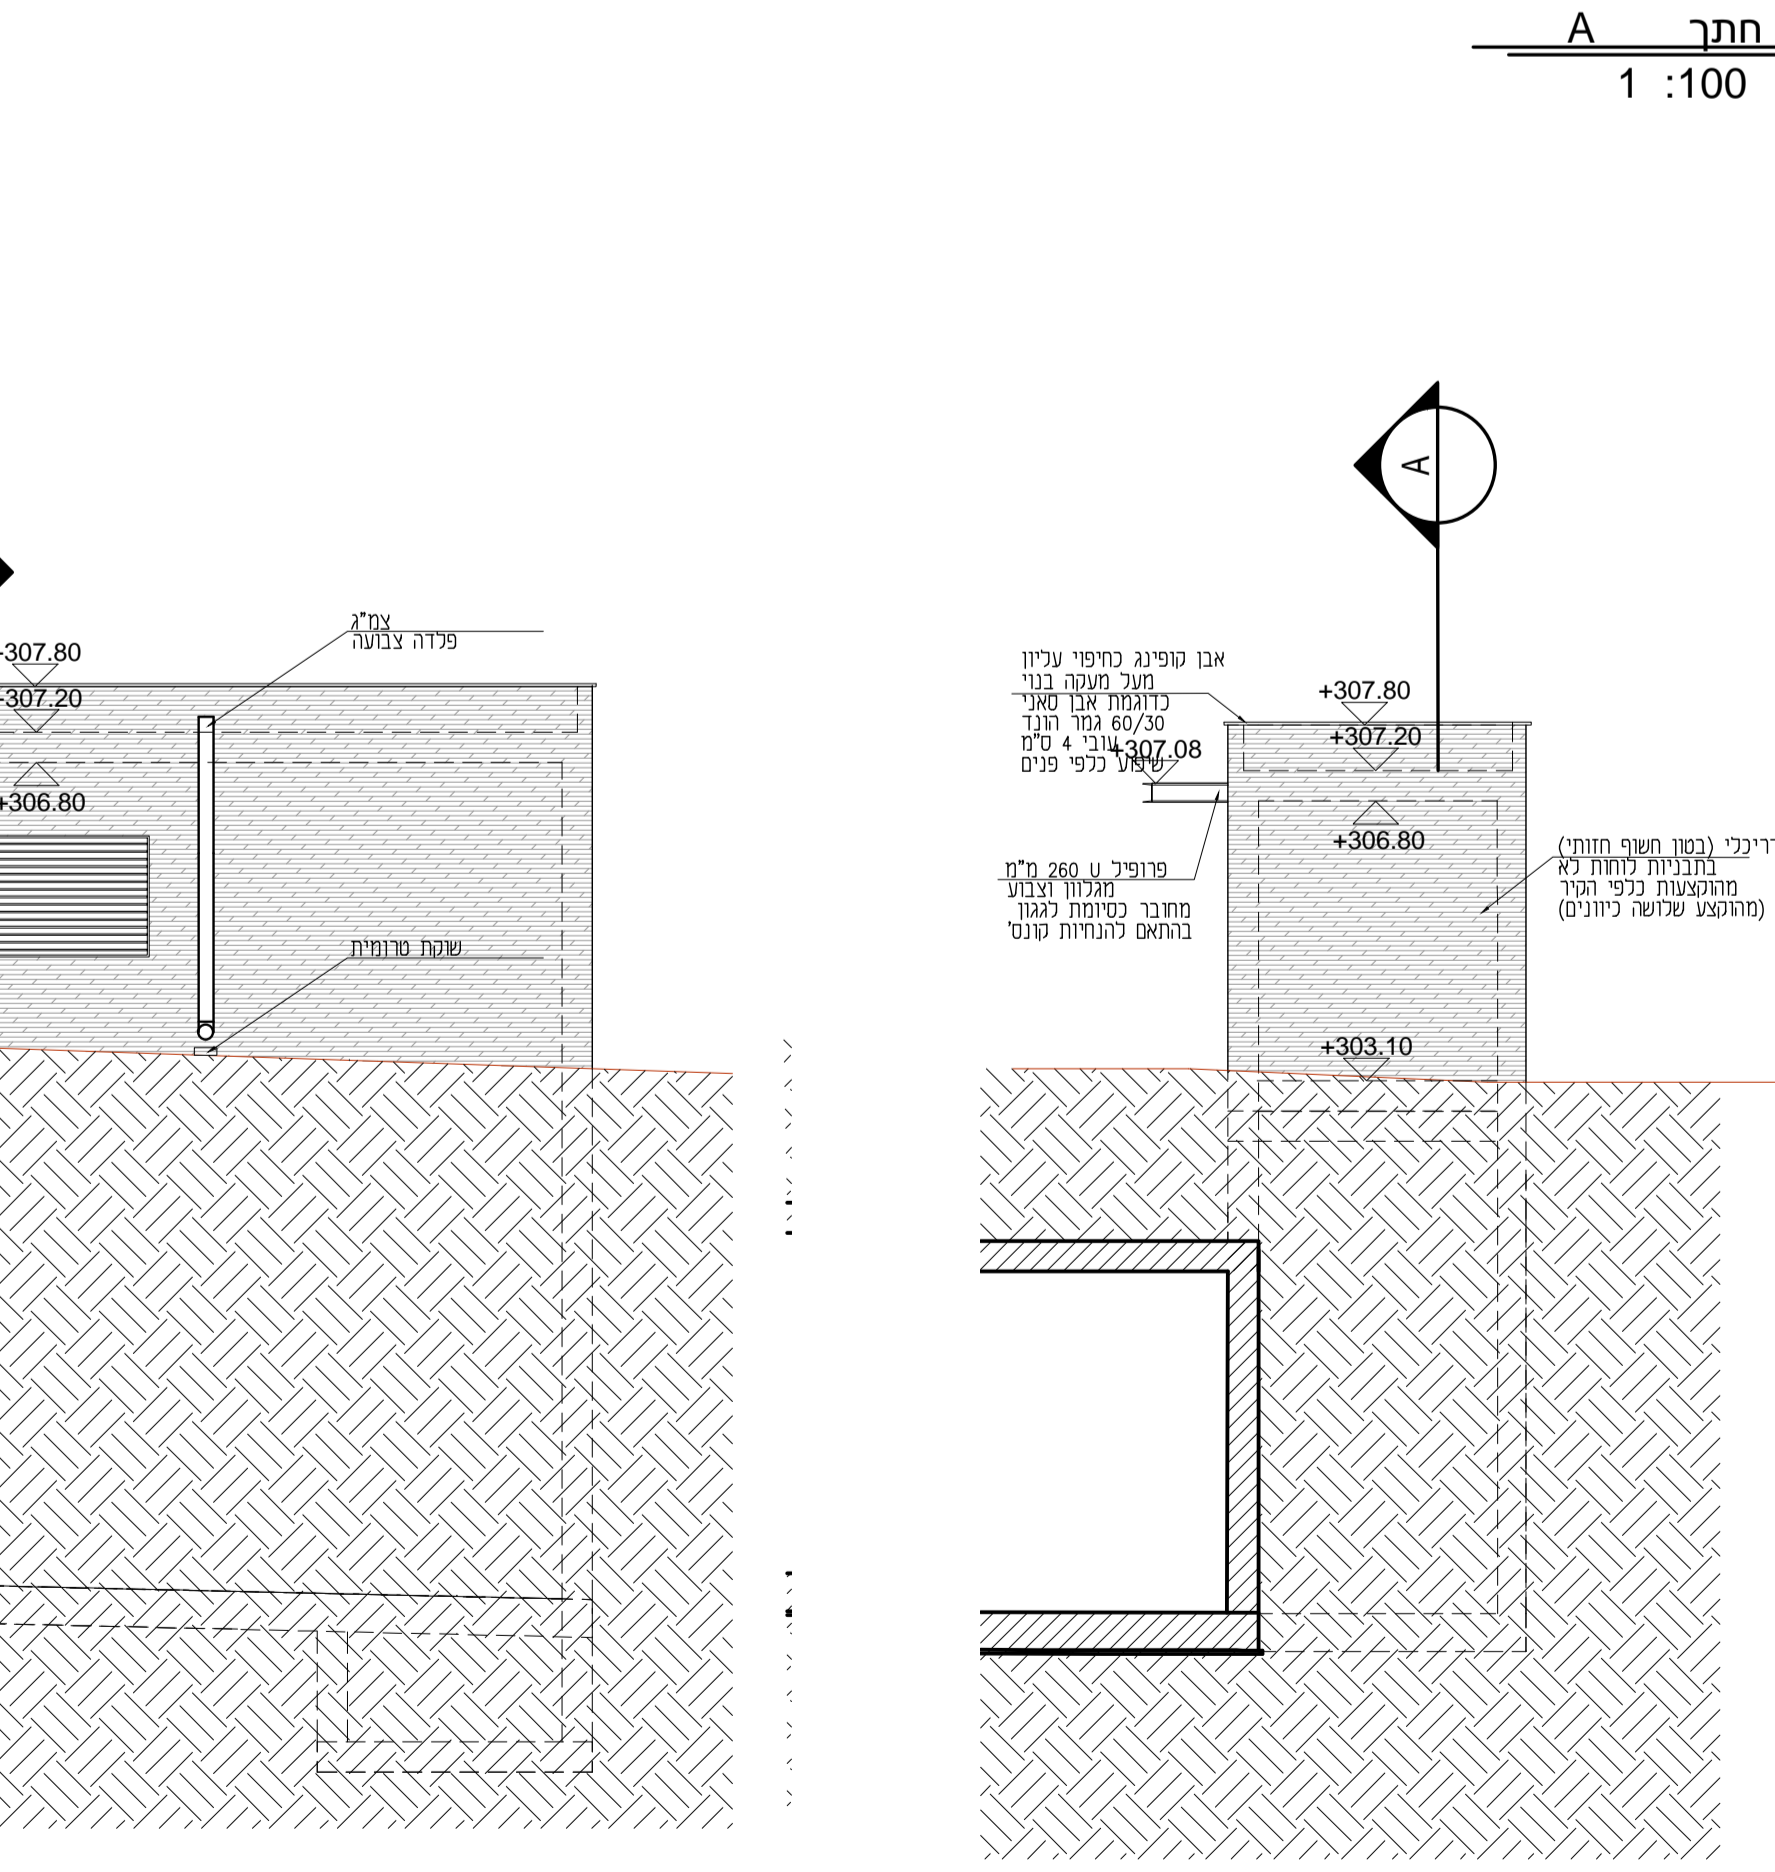 חתך A
1 :100
A
צמ"ג
פלדה צבועה
307.80
307.20
+306.80
שוקת טרומית
אבן קופינג כחיפוי עליון
מעל מעקה בנוי
כדוגמת אבן סאני
60/30 גמר הונד
עובי 4 ס"מ
שיפוע כלפי פנים
+307.80
+307.20
+307.08
+306.80
+303.10
פרופיל U 260 מ"מ
מגלוון וצבוע
מחובר כסיומת לגגון
בהתאם להנחיות קונס'
(בטון חשוף חזותי)
בתבניות לוחות לא
מהוקצעות כלפי הקיר
(מהוקצע שלושה כיוונים)